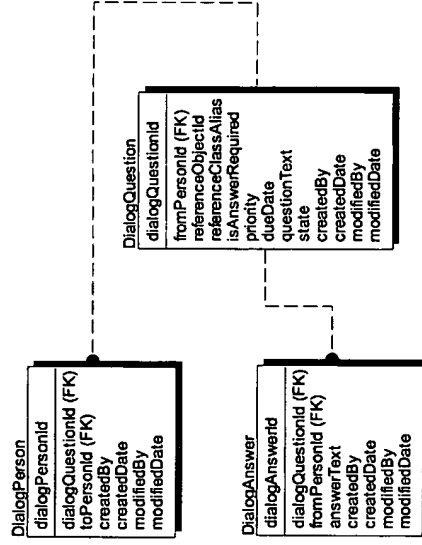 DialogPerson
dialogPersonId
dialogQuestionId (FK)
toPersonId (FK)
createdBy
createdDate
modifiedBy
modifiedDate
DialogQuestion
dialogQuestionId
fromPersonId (FK)
referenceObjectId
referenceClassAlias
isAnswerRequired
priority
dueDate
questionText
state
createdBy
createdDate
modifiedBy
modifiedDate
DialogAnswer
dialogAnswerId
dialogQuestionId (FK)
fromPersonId (FK)
answerText
createdBy
createdDate
modifiedBy
modifiedDate